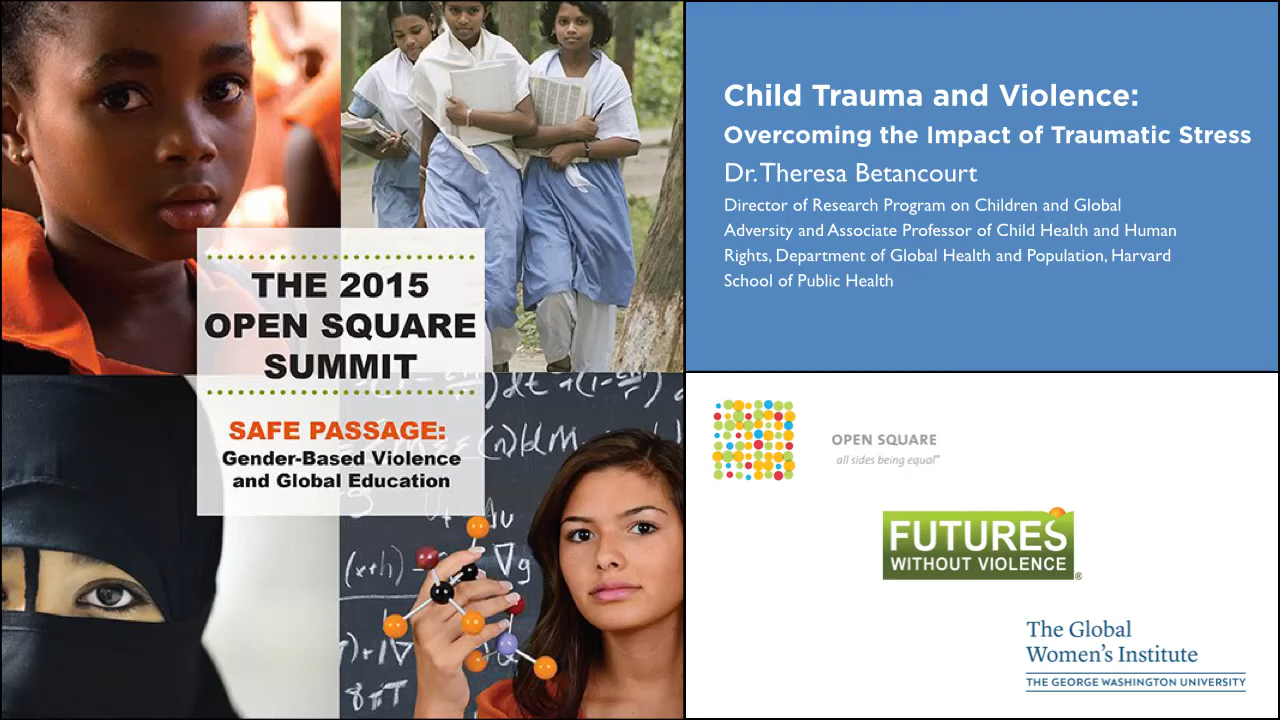 THE 2015
OPEN SQUARE
SUMMIT
SAFE PASSAGE:
Gender-Based Violence
and Global Education
Child Trauma and Violence:
Overcoming the Impact of Traumatic Stress
Dr. Theresa Betancourt
Director of Research Program on Children and Global
Adversity and Associate Professor of Child Health and Human
Rights, Department of Global Health and Population, Harvard
School of Public Health
OPEN SQUARE
all sides being equal™
FUTURES
WITHOUT VIOLENCE®
The Global
Women's Institute
THE GEORGE WASHINGTON UNIVERSITY